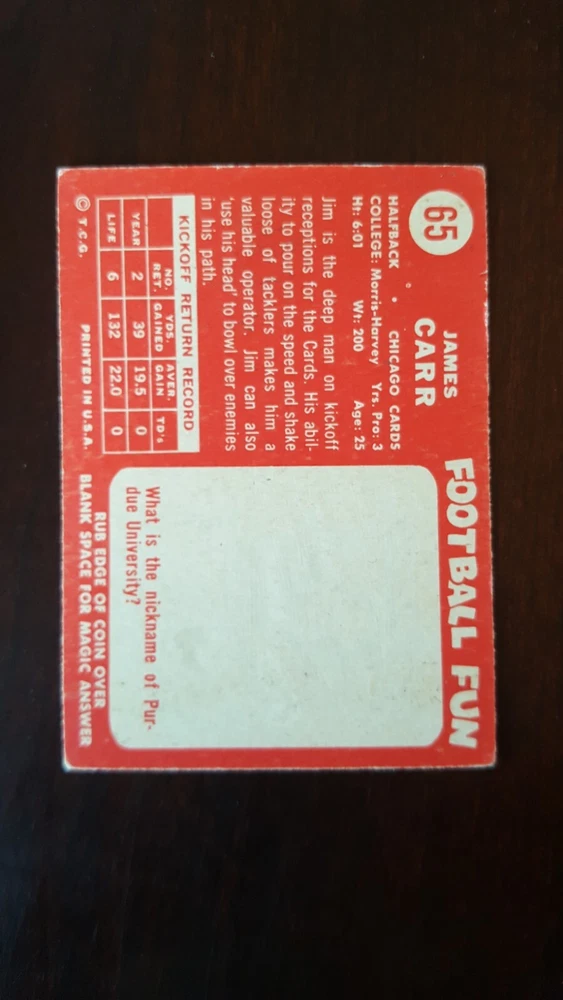 65
JAMES
CARR
HALFBACK • CHICAGO CARDS
COLLEGE: Morris-Harvey Yrs. Pro: 3
Ht: 6:01 Wt: 200 Age: 25
Jim is the deep man on kickoff
receptions for the Cards. His abil-
ity to pour on the speed and shake
loose of tacklers makes him a
valuable operator. Jim can also
'use his head' to bowl over enemies
in his path.
KICKOFF RETURN RECORD
NO. RET. YDS. GAINED AVER. GAIN TD's
YEAR 2 39 19.5 0
LIFE 6 132 22.0 0
© T.C.G. PRINTED IN U.S.A.
FOOTBALL FUN
What is the nickname of Pur-
due University?
RUB EDGE OF COIN OVER
BLANK SPACE FOR MAGIC ANSWER